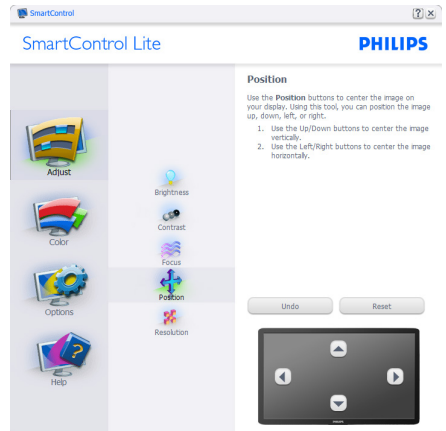 SmartControl
SmartControl Lite
PHILIPS
Adjust
Color
Options
Help
Brightness
Contrast
Focus
Position
Resolution
Position
Use the Position buttons to center the image on
your display. Using this tool, you can position the image
up, down, left, or right.
1. Use the Up/Down buttons to center the image
vertically.
2. Use the Left/Right buttons to center the image
horizontally.
Undo
Reset
PHILIPS